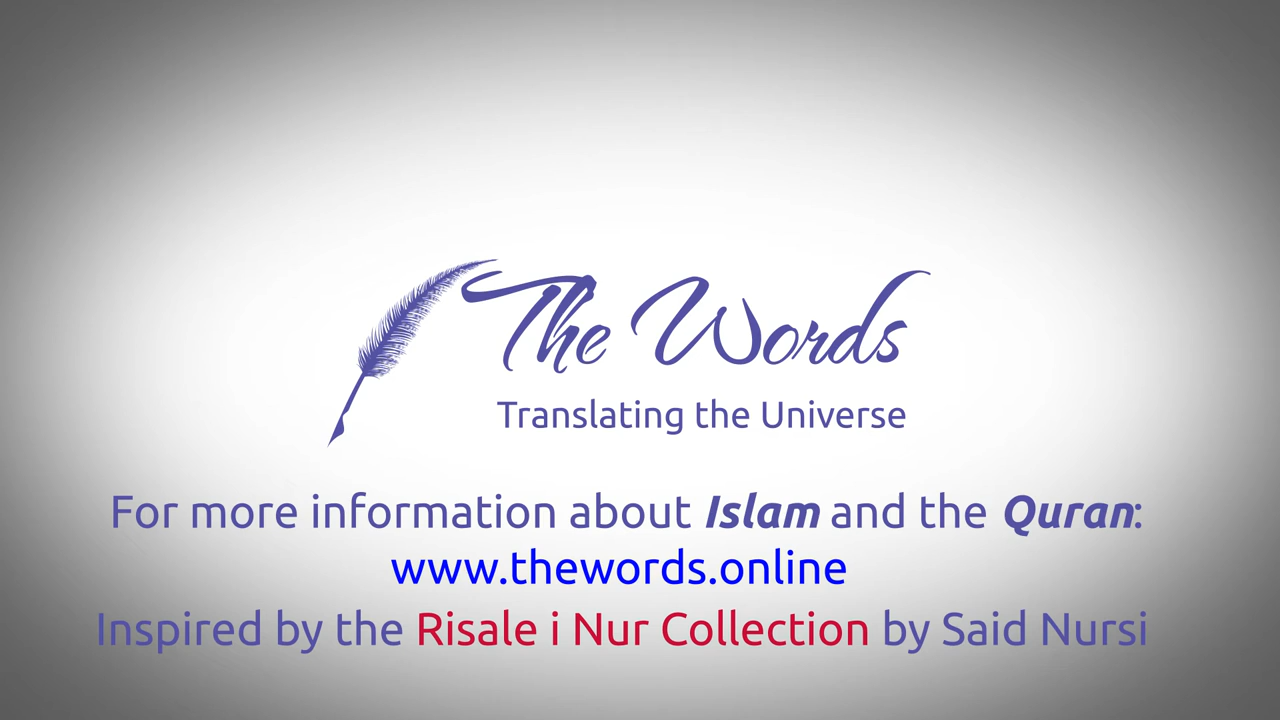 The Words
Translating the Universe
For more information about Islam and the Quran:
www.thewords.online
Inspired by the Risale i Nur Collection by Said Nursi